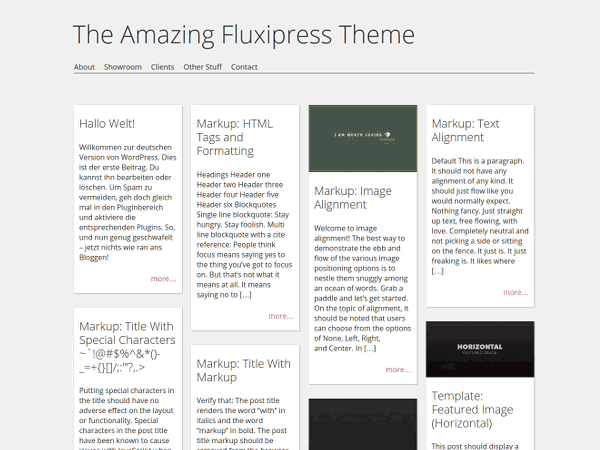 The Amazing Fluxipress Theme
About Showroom Clients Other Stuff Contact
Hallo Welt!
Willkommen zur deutschen
Version von WordPress. Dies
ist der erste Beitrag. Du
kannst ihn bearbeiten oder
löschen. Um Spam zu
vermeiden, geh doch gleich
mal in den Pluginbereich
und aktiviere die
entsprechenden Plugins. So,
und nun genug geschwafelt
– jetzt nichts wie ran ans
Bloggen!
more...
Markup: Title With
Special Characters
~`!@#$%^&*()-
_=+{}[]/;:'"?,.>
Putting special characters in
the title should have no
adverse effect on the layout
or functionality. Special
characters in the post title
have been known to cause
issues with JavaScript when
Markup: HTML
Tags and
Formatting
Headings Header one
Header two Header three
Header four Header five
Header six Blockquotes
Single line blockquote: Stay
hungry. Stay foolish. Multi
line blockquote with a cite
reference: People think
focus means saying yes to
the thing you've got to focus
on. But that's not what it
means at all. It means
saying no to […]
more...
Markup: Title With
Markup
Verify that: The post title
renders the word "with" in
italics and the word
"markup" in bold. The post
title markup should be
removed from the browser
Markup: Image
Alignment
Welcome to image
alignment! The best way to
demonstrate the ebb and
flow of the various image
positioning options is to
nestle them snuggly among
an ocean of words. Grab a
paddle and let's get started.
On the topic of alignment, it
should be noted that users
can choose from the options
of None, Left, Right,
and Center. In […]
more...
Markup: Text
Alignment
Default This is a paragraph.
It should not have any
alignment of any kind. It
should just flow like you
would normally expect.
Nothing fancy. Just straight
up text, free flowing, with
love. Completely neutral and
not picking a side or sitting
on the fence. It just is. It just
freaking is. It likes where
[…]
more...
HORIZONTAL
FEATURED IMAGE
Template:
Featured Image
(Horizontal)
This post should display a